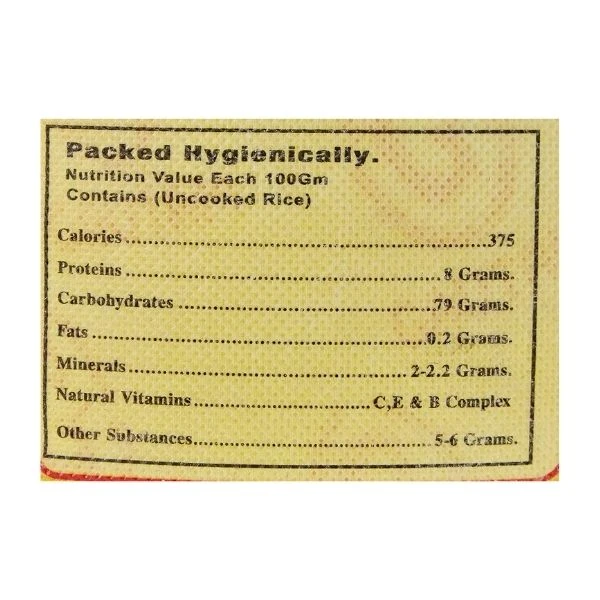 Packed Hygienically.
Nutrition Value Each 100Gm
Contains (Uncooked Rice)
Calories.......................................................375
Proteins................................................8 Grams.
Carbohydrates.......................................79 Grams.
Fats.....................................................0.2 Grams.
Minerals............................................2-2.2 Grams.
Natural Vitamins...........................C,E & B Complex
Other Substances.....................................5-6 Grams.